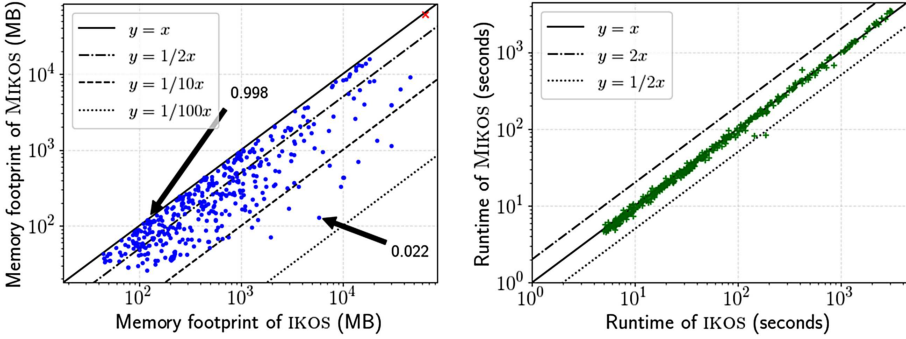 Memory footprint of MIKOS (MB)
y = x
y = 1/2x
y = 1/10x
y = 1/100x
0.998
0.022
10^4
10^3
10^2
10^2 10^3 10^4
Memory footprint of IKOS (MB)
Runtime of MIKOS (seconds)
y = x
y = 2x
y = 1/2x
10^3
10^2
10^1
10^0
10^0 10^1 10^2 10^3
Runtime of IKOS (seconds)